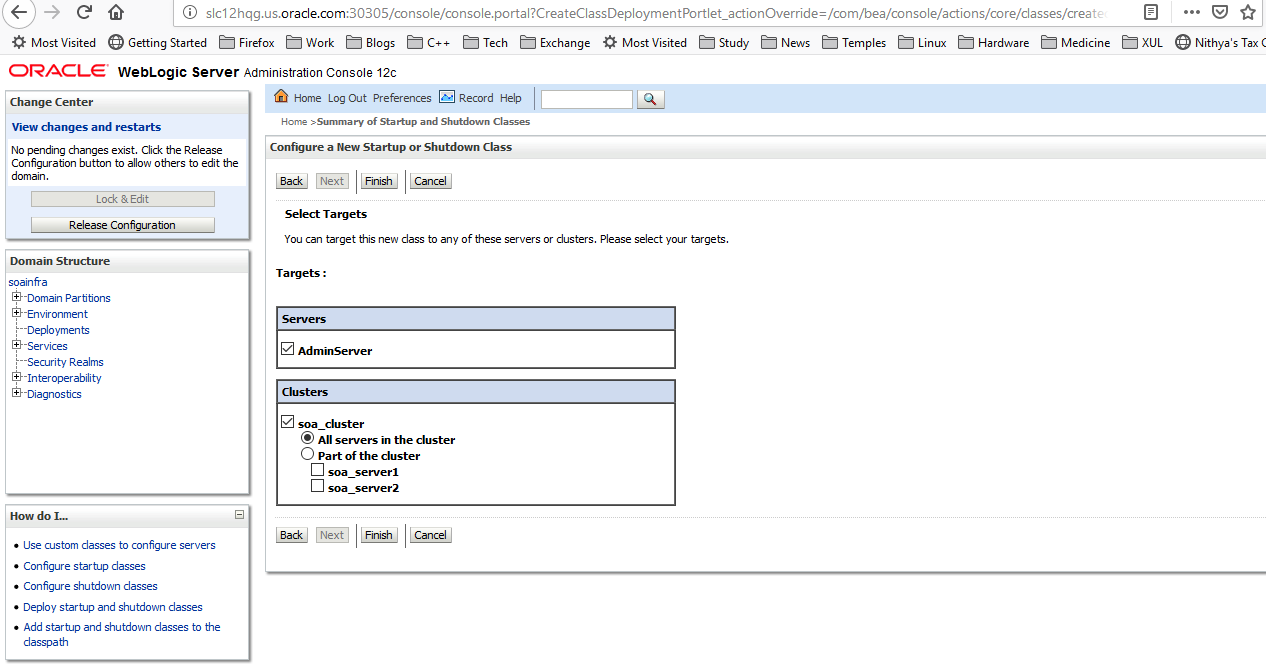 slc12hqg.us.oracle.com:30305/console/console.portal?CreateClassDeploymentPortlet_actionOverride=/com/bea/console/actions/core/classes/create
Most Visited Getting Started Firefox Work Blogs C++ Tech Exchange Most Visited Study News Temples Linux Hardware Medicine XUL Nithya's Tax
ORACLE WebLogic Server Administration Console 12c
Change Center
View changes and restarts
No pending changes exist. Click the Release
Configuration button to allow others to edit the
domain.
Lock & Edit
Release Configuration
Domain Structure
soainfra
Domain Partitions
Environment
Deployments
Services
Security Realms
Interoperability
Diagnostics
How do I...
Use custom classes to configure servers
Configure startup classes
Configure shutdown classes
Deploy startup and shutdown classes
Add startup and shutdown classes to the
classpath
Home Log Out Preferences Record Help
Home >Summary of Startup and Shutdown Classes
Configure a New Startup or Shutdown Class
Back Next Finish Cancel
Select Targets
You can target this new class to any of these servers or clusters. Please select your targets.
Targets :
Servers
AdminServer
Clusters
soa_cluster
All servers in the cluster
Part of the cluster
soa_server1
soa_server2
Back Next Finish Cancel